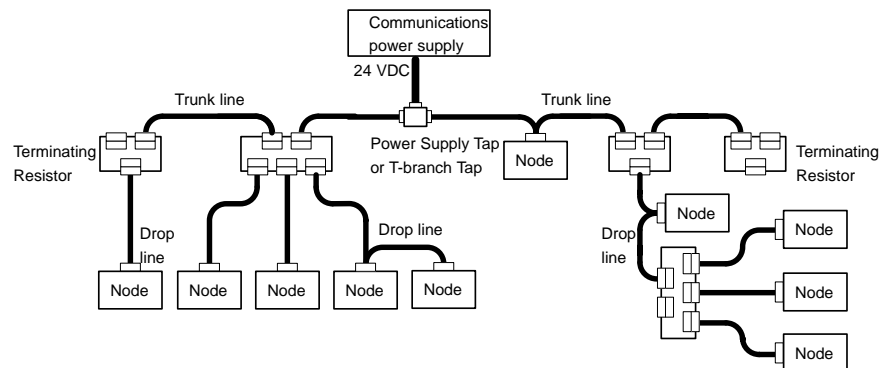 Communications
power supply
24 VDC
Trunk line
Trunk line
Terminating
Resistor
Power Supply Tap
or T-branch Tap
Node
Terminating
Resistor
Node
Node
Drop
line
Drop line
Drop
line
Node
Node
Node
Node
Node
Node
Node